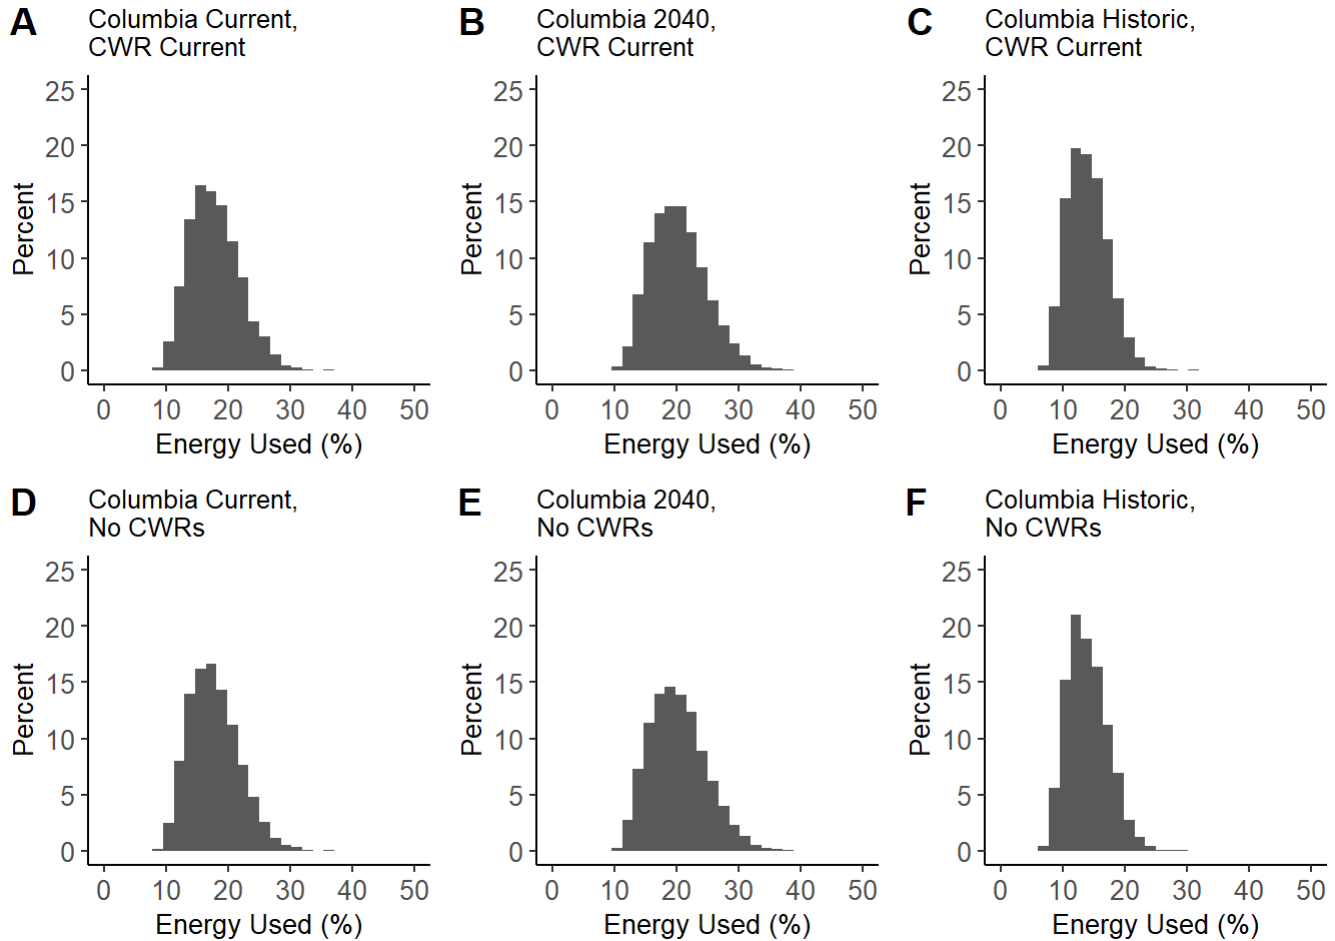 A
Columbia Current,
CWR Current
25
20
15
10
5
0
Percent
0 10 20 30 40 50
Energy Used (%)
B
Columbia 2040,
CWR Current
25
20
15
10
5
0
Percent
0 10 20 30 40 50
Energy Used (%)
C
Columbia Historic,
CWR Current
25
20
15
10
5
0
Percent
0 10 20 30 40 50
Energy Used (%)
D
Columbia Current,
No CWRs
25
20
15
10
5
0
Percent
0 10 20 30 40 50
Energy Used (%)
E
Columbia 2040,
No CWRs
25
20
15
10
5
0
Percent
0 10 20 30 40 50
Energy Used (%)
F
Columbia Historic,
No CWRs
25
20
15
10
5
0
Percent
0 10 20 30 40 50
Energy Used (%)